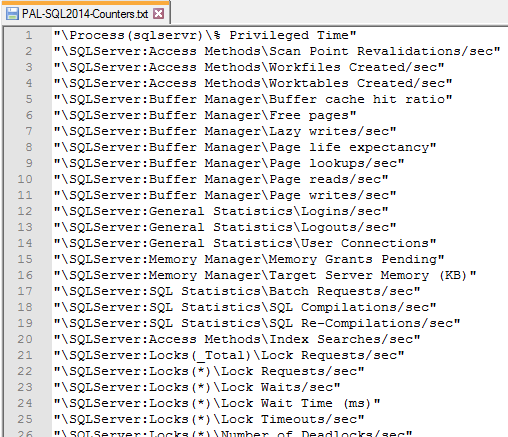 PAL-SQL2014-Counters.txt
1 "\Process(sqlservr)\% Privileged Time"
2 "\SQLServer:Access Methods\Scan Point Revalidations/sec"
3 "\SQLServer:Access Methods\Workfiles Created/sec"
4 "\SQLServer:Access Methods\Worktables Created/sec"
5 "\SQLServer:Buffer Manager\Buffer cache hit ratio"
6 "\SQLServer:Buffer Manager\Free pages"
7 "\SQLServer:Buffer Manager\Lazy writes/sec"
8 "\SQLServer:Buffer Manager\Page life expectancy"
9 "\SQLServer:Buffer Manager\Page lookups/sec"
10 "\SQLServer:Buffer Manager\Page reads/sec"
11 "\SQLServer:Buffer Manager\Page writes/sec"
12 "\SQLServer:General Statistics\Logins/sec"
13 "\SQLServer:General Statistics\Logouts/sec"
14 "\SQLServer:General Statistics\User Connections"
15 "\SQLServer:Memory Manager\Memory Grants Pending"
16 "\SQLServer:Memory Manager\Target Server Memory (KB)"
17 "\SQLServer:SQL Statistics\Batch Requests/sec"
18 "\SQLServer:SQL Statistics\SQL Compilations/sec"
19 "\SQLServer:SQL Statistics\SQL Re-Compilations/sec"
20 "\SQLServer:Access Methods\Index Searches/sec"
21 "\SQLServer:Locks(_Total)\Lock Requests/sec"
22 "\SQLServer:Locks(*)\Lock Requests/sec"
23 "\SQLServer:Locks(*)\Lock Waits/sec"
24 "\SQLServer:Locks(*)\Lock Wait Time (ms)"
25 "\SQLServer:Locks(*)\Lock Timeouts/sec"
26 "\SQLServer:Locks(*)\Number of Deadlocks/sec"